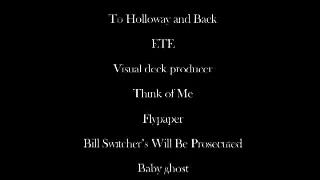 To Holloway and Back
ETE
Visual deck producer
Think of Me
Flypaper
Bill Switcher's Will Be Prosecuted
Baby ghost